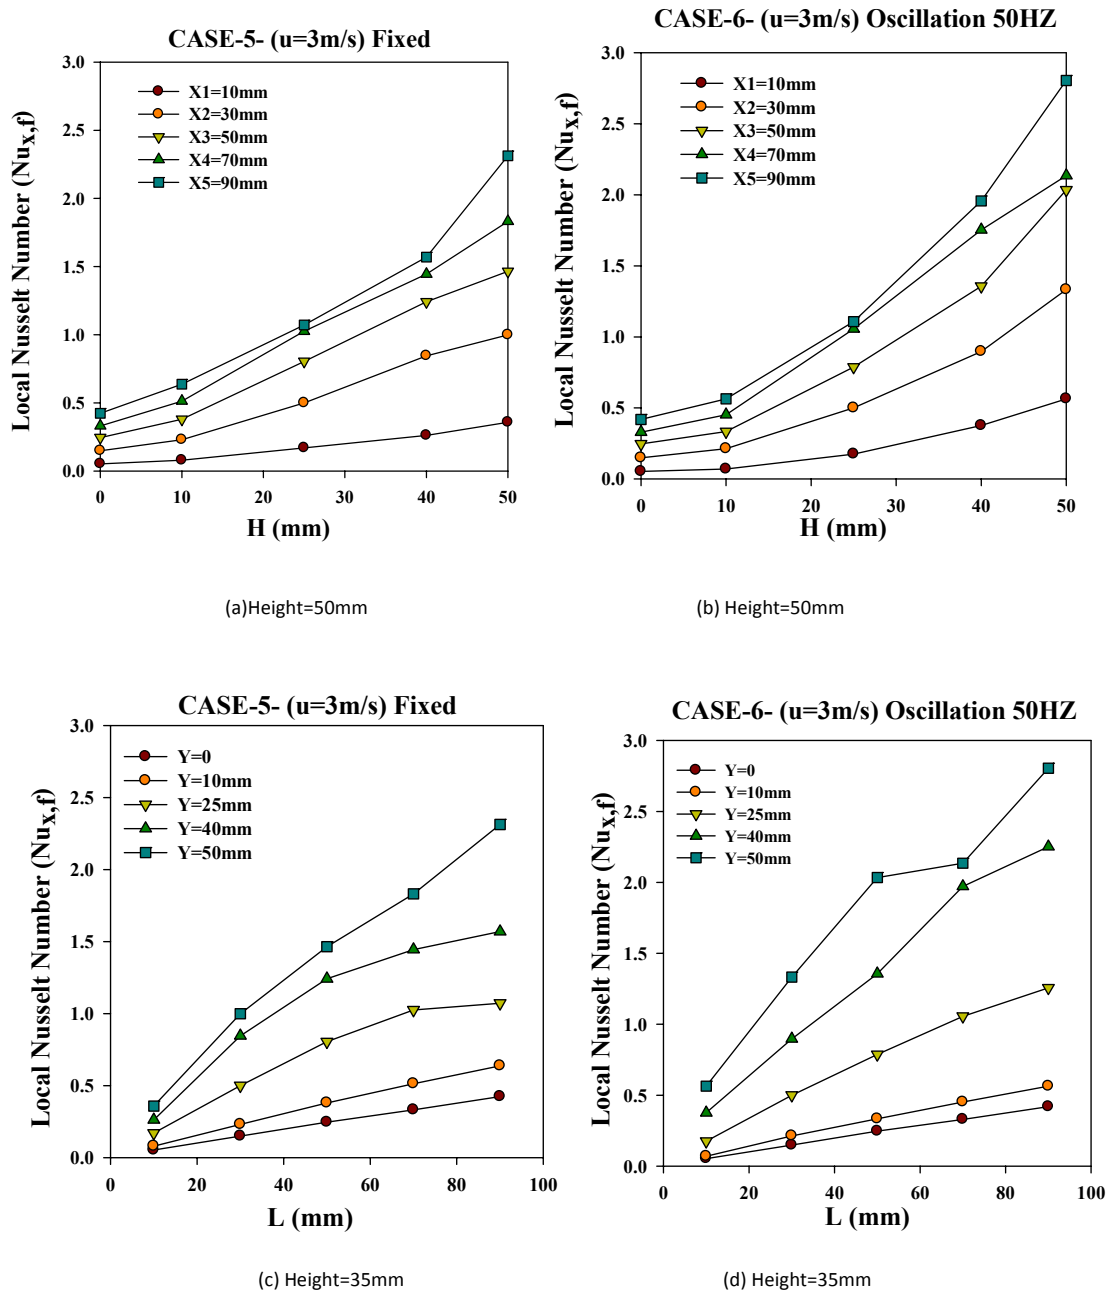 CASE-5- (u=3m/s) Fixed
Local Nusselt Number (Nux,f)
3.0
2.5
2.0
1.5
1.0
0.5
0.0
X1=10mm
X2=30mm
X3=50mm
X4=70mm
X5=90mm
0 10 20 30 40 50
H (mm)
(a)Height=50mm
CASE-6- (u=3m/s) Oscillation 50HZ
Local Nusselt Number (Nux,f)
3.0
2.5
2.0
1.5
1.0
0.5
0.0
X1=10mm
X2=30mm
X3=50mm
X4=70mm
X5=90mm
0 10 20 30 40 50
H (mm)
(b) Height=50mm
CASE-5- (u=3m/s) Fixed
Local Nusselt Number (Nux,f)
3.0
2.5
2.0
1.5
1.0
0.5
0.0
Y=0
Y=10mm
Y=25mm
Y=40mm
Y=50mm
0 20 40 60 80 100
L (mm)
(c) Height=35mm
CASE-6- (u=3m/s) Oscillation 50HZ
Local Nusselt Number (Nux,f)
3.0
2.5
2.0
1.5
1.0
0.5
0.0
Y=0
Y=10mm
Y=25mm
Y=40mm
Y=50mm
0 20 40 60 80 100
L (mm)
(d) Height=35mm